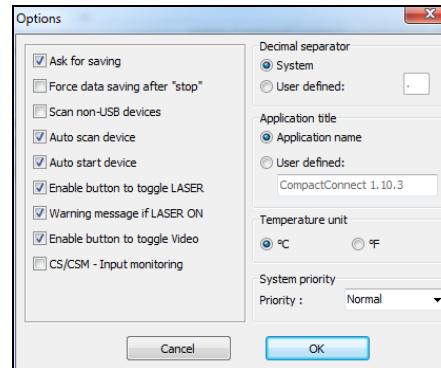 Options
Ask for saving
Force data saving after "stop"
Scan non-USB devices
Auto scan device
Auto start device
Enable button to toggle LASER
Warning message if LASER ON
Enable button to toggle Video
CS/CSM - Input monitoring
Decimal separator
System
User defined: .
Application title
Application name
User defined:
CompactConnect 1.10.3
Temperature unit
°C °F
System priority
Priority : Normal
Cancel OK